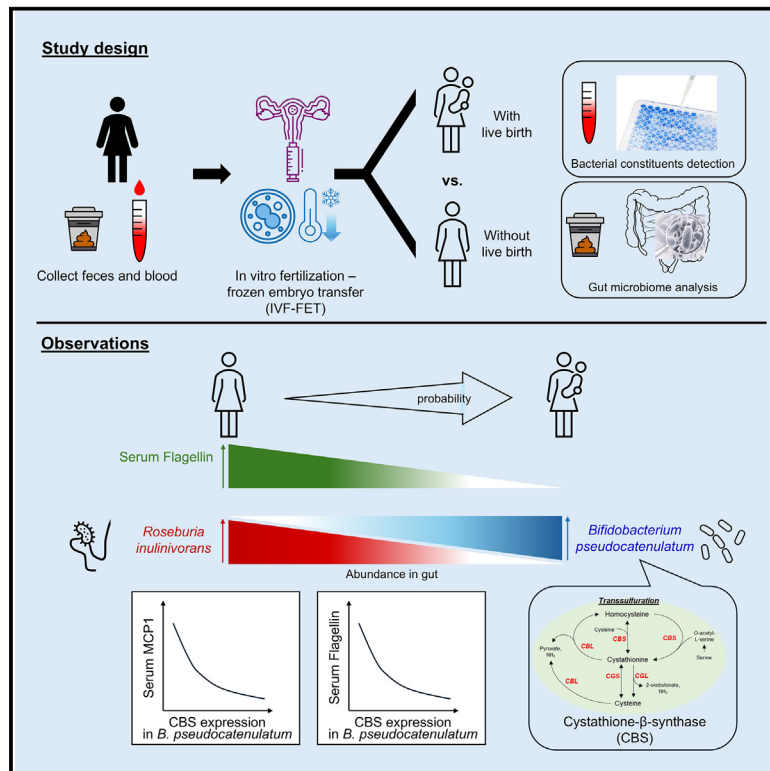 Study design
With
live birth
vs.
Without
live birth
Bacterial constituents detection
Gut microbiome analysis
Collect feces and blood
In vitro fertilization –
frozen embryo transfer
(IVF-FET)
Observations
probability
Serum Flagellin
Roseburia
inulinivorans
Bifidobacterium
pseudocatenulatum
Abundance in gut
Serum MCP1
CBS expression
in B. pseudocatenulatum
Serum Flagellin
CBS expression
in B. pseudocatenulatum
Transsulfuration
Homocysteine
Cysteine
CBS
CBS
O-acetyl-
L-serine
Pyruvate,
NH₃
CBL
Cystathionine
Serine
CBL
CGS
CGL
2-oxobutonate,
NH₃
Cysteine
Cystathione-β-synthase
(CBS)